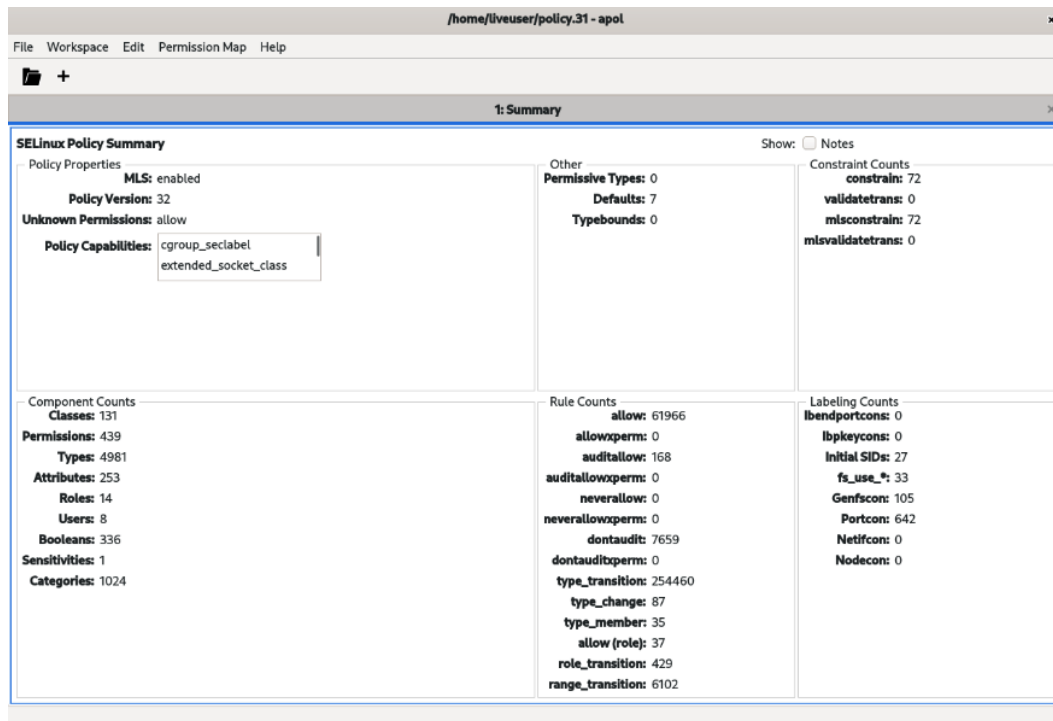 /home/liveuser/policy.31 - apol
File Workspace Edit Permission Map Help
1: Summary
SELinux Policy Summary
Show: Notes
Policy Properties
MLS: enabled
Policy Version: 32
Unknown Permissions: allow
Policy Capabilities: cgroup_seclabel
extended_socket_class
Other
Permissive Types: 0
Defaults: 7
Typebounds: 0
Constraint Counts
constrain: 72
validatetrans: 0
mlsconstrain: 72
mlsvalidatetrans: 0
Component Counts
Classes: 131
Permissions: 439
Types: 4981
Attributes: 253
Roles: 14
Users: 8
Booleans: 336
Sensitivities: 1
Categories: 1024
Rule Counts
allow: 61966
allowxperm: 0
auditallow: 168
auditallowxperm: 0
neverallow: 0
neverallowxperm: 0
dontaudit: 7659
dontauditxperm: 0
type_transition: 254460
type_change: 87
type_member: 35
allow (role): 37
role_transition: 429
range_transition: 6102
Labeling Counts
Ibendportcons: 0
Ibpkeycons: 0
Initial SIDs: 27
fs_use_*: 33
Genfscon: 105
Portcon: 642
Netifcon: 0
Nodecon: 0